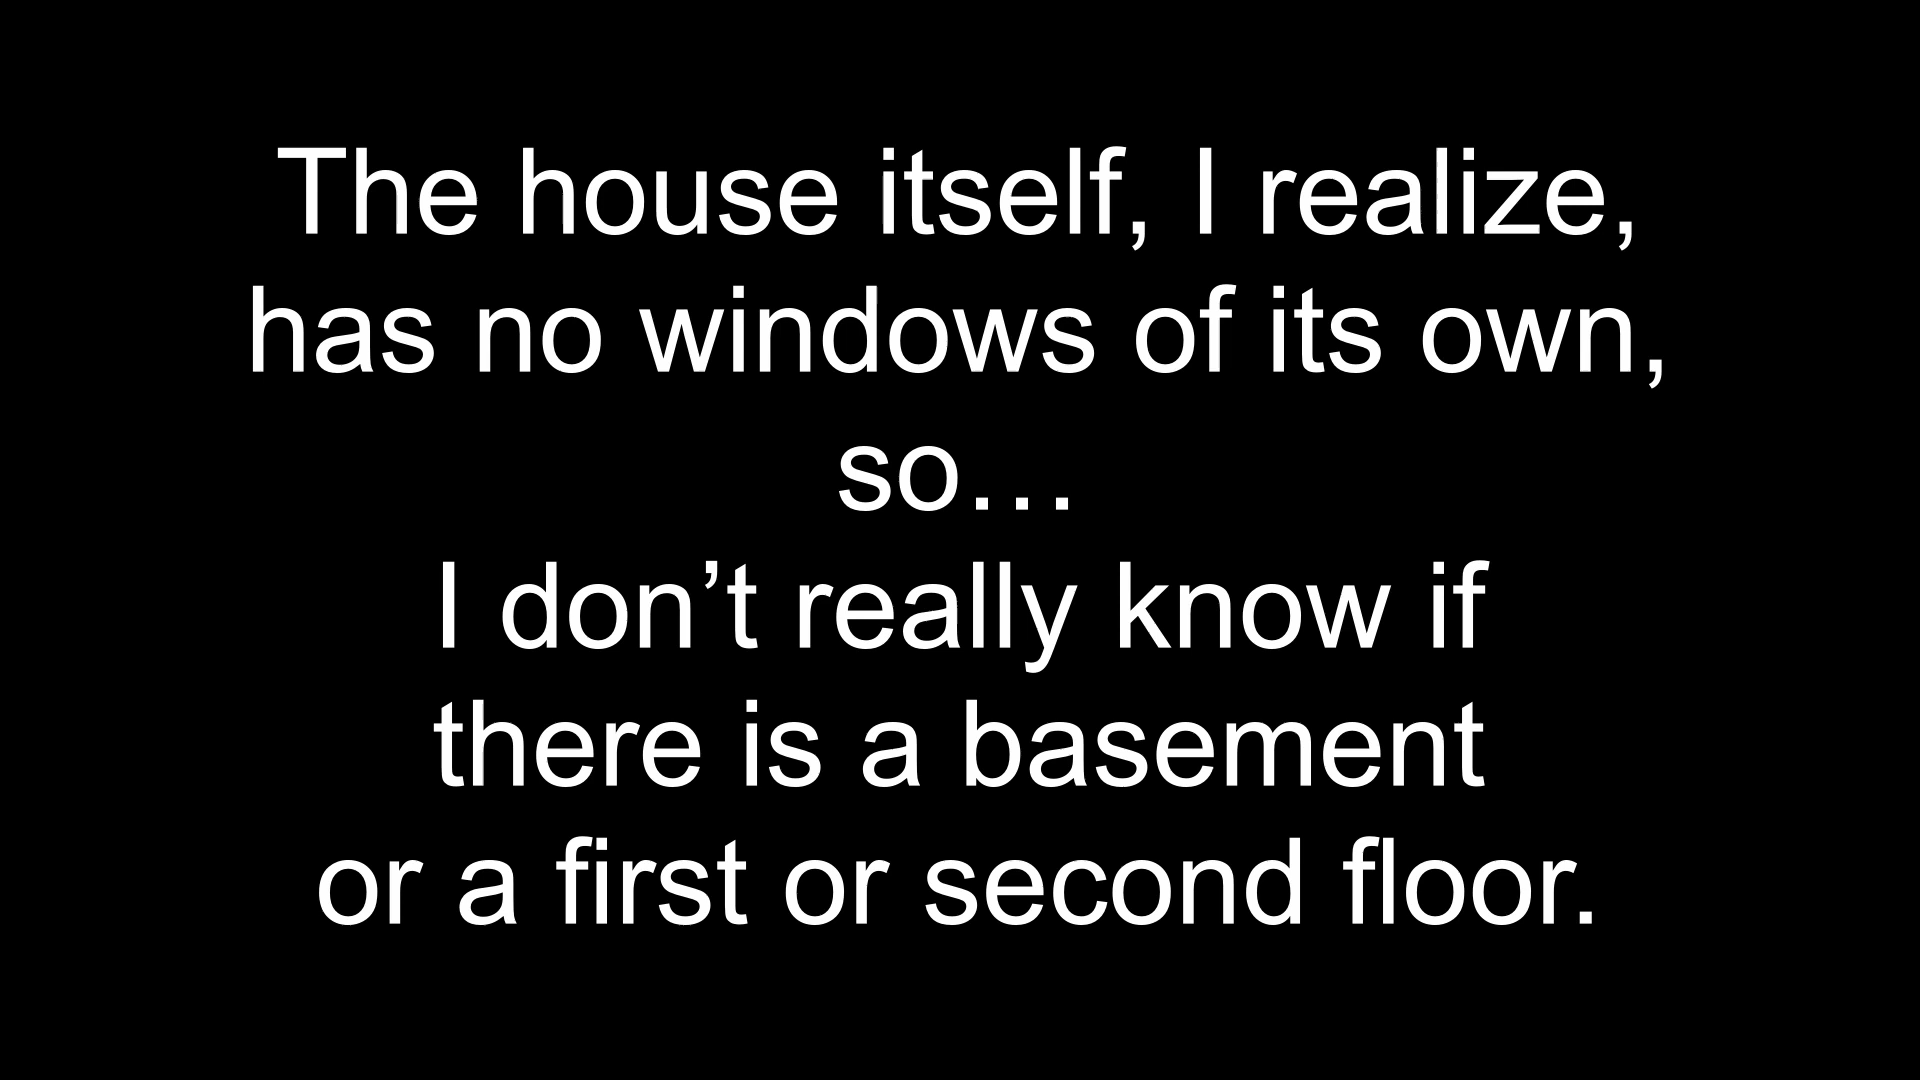 The house itself, I realize,
has no windows of its own,
so…
I don’t really know if
there is a basement
or a first or second floor.